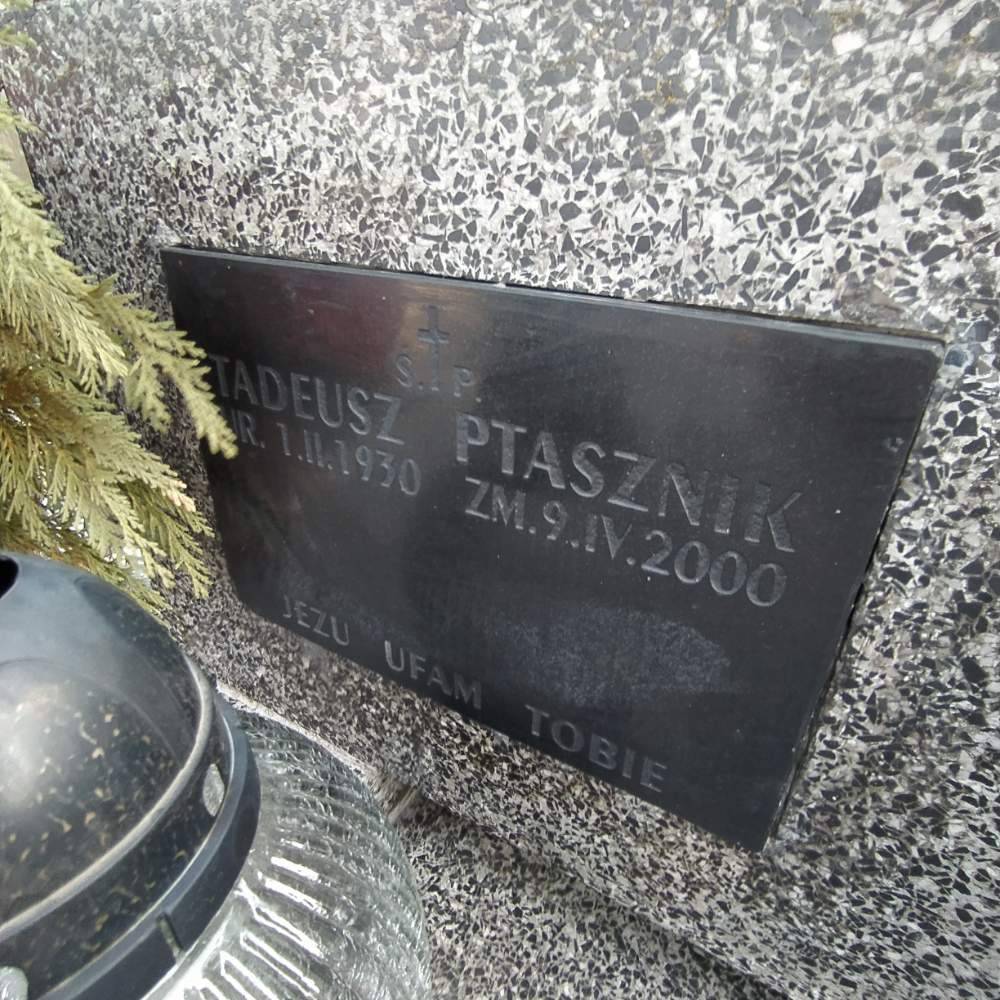 Ś. P.
TADEUSZ PTASZNIK
UR. 1.II.1930 ZM.9.IV.2000
JEZU UFAM TOBIE